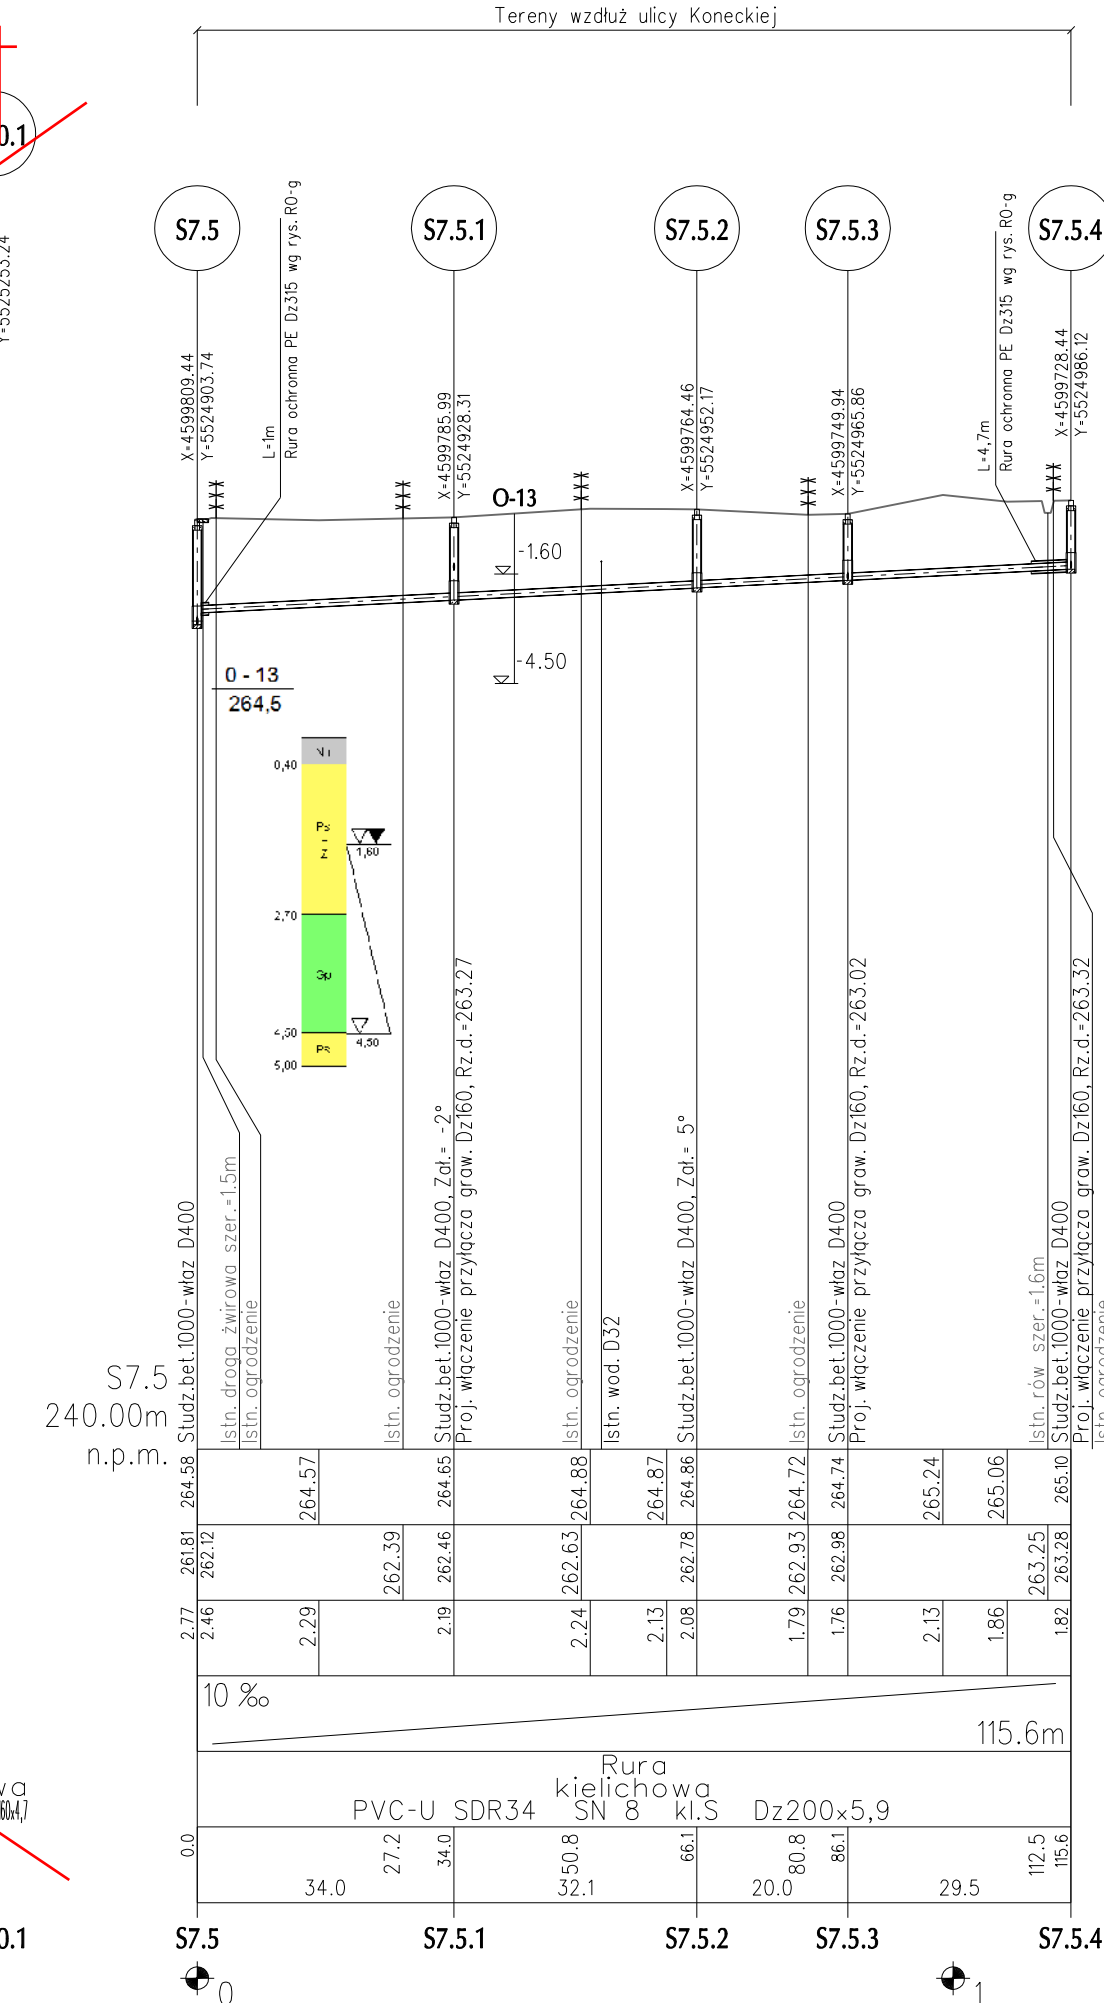 Tereny wzdłuż ulicy Koneckiej
0.1
Y=5525253.24
S7.5
S7.5.1
S7.5.2
S7.5.3
S7.5.4
X=4599809.44
Y=5524903.74
L=1m
Rura ochronna PE Dz315 wg rys. RO-g
X=4599785.99
Y=5524928.31
X=4599764.46
Y=5524952.17
X=4599749.94
Y=5524965.86
L=4,7m
Rura ochronna PE Dz315 wg rys. RO-g
X=4599728.44
Y=5524986.12
O-13
-1.60
-4.50
0 - 13
264,5
0,40
Ps
Ż
1,60
2,70
Gp
4,50
4,50
Ps
5,00
Studz.bet.1000-właz D400
Istn. droga żwirowa szer.=1.5m
Istn. ogrodzenie
Istn. ogrodzenie
Studz.bet.1000-właz D400, Zał.= -2°
Proj. włączenie przyłącza graw. Dz160, Rz.d.=263.27
Istn. ogrodzenie
Istn. wod. D32
Studz.bet.1000-właz D400, Zał.= 5°
Istn. ogrodzenie
Studz.bet.1000-właz D400
Proj. włączenie przyłącza graw. Dz160, Rz.d.=263.02
Istn. rów szer.=1.6m
Studz.bet.1000-właz D400
Proj. włączenie przyłącza graw. Dz160, Rz.d.=263.32
Istn. ogrodzenie
S7.5
240.00m
n.p.m.
264.58 264.57 264.65 264.88 264.87 264.86 264.72 264.74 265.24 265.06 265.10
261.81 262.12 262.39 262.46 262.63 262.78 262.93 262.98 263.25 263.28
2.77 2.46 2.29 2.19 2.24 2.13 2.08 1.79 1.76 2.13 1.86 1.82
10 ‰
115.6m
Rura
kielichowa
PVC-U SDR34 SN 8 kl.S Dz200x5,9
0.0 27.2 34.0 50.8 66.1 80.8 86.1 112.5 115.6
34.0 32.1 20.0 29.5
0.1 S7.5 S7.5.1 S7.5.2 S7.5.3 S7.5.4
0 1